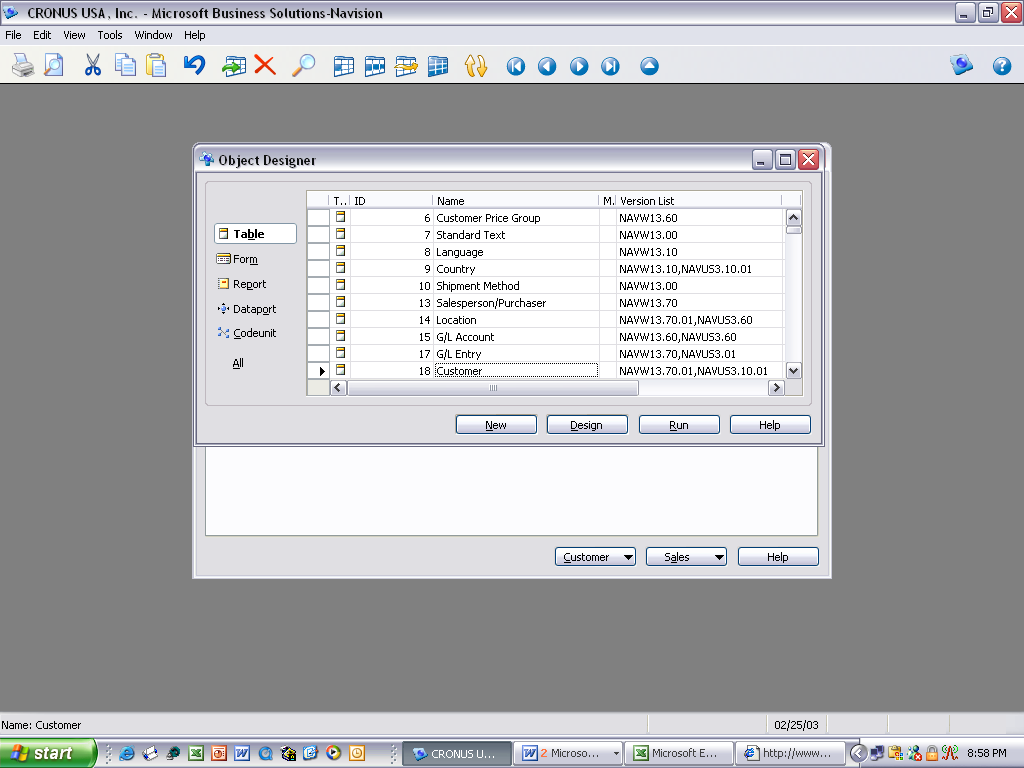 CRONUS USA, Inc. - Microsoft Business Solutions-Navision
File Edit View Tools Window Help
Object Designer
T.. ID Name M. Version List
6 Customer Price Group NAVW13.60
7 Standard Text NAVW13.00
8 Language NAVW13.10
9 Country NAVW13.10,NAVUS3.10.01
10 Shipment Method NAVW13.00
13 Salesperson/Purchaser NAVW13.70
14 Location NAVW13.70.01,NAVUS3.60
15 G/L Account NAVW13.60,NAVUS3.60
17 G/L Entry NAVW13.70,NAVUS3.01
18 Customer NAVW13.70.01,NAVUS3.10.01
Table
Form
Report
Dataport
Codeunit
All
New Design Run Help
Customer Sales Help
Name: Customer 02/25/03
start CRONUS U... 2 Microso... Microsoft E... http://www... 8:58 PM